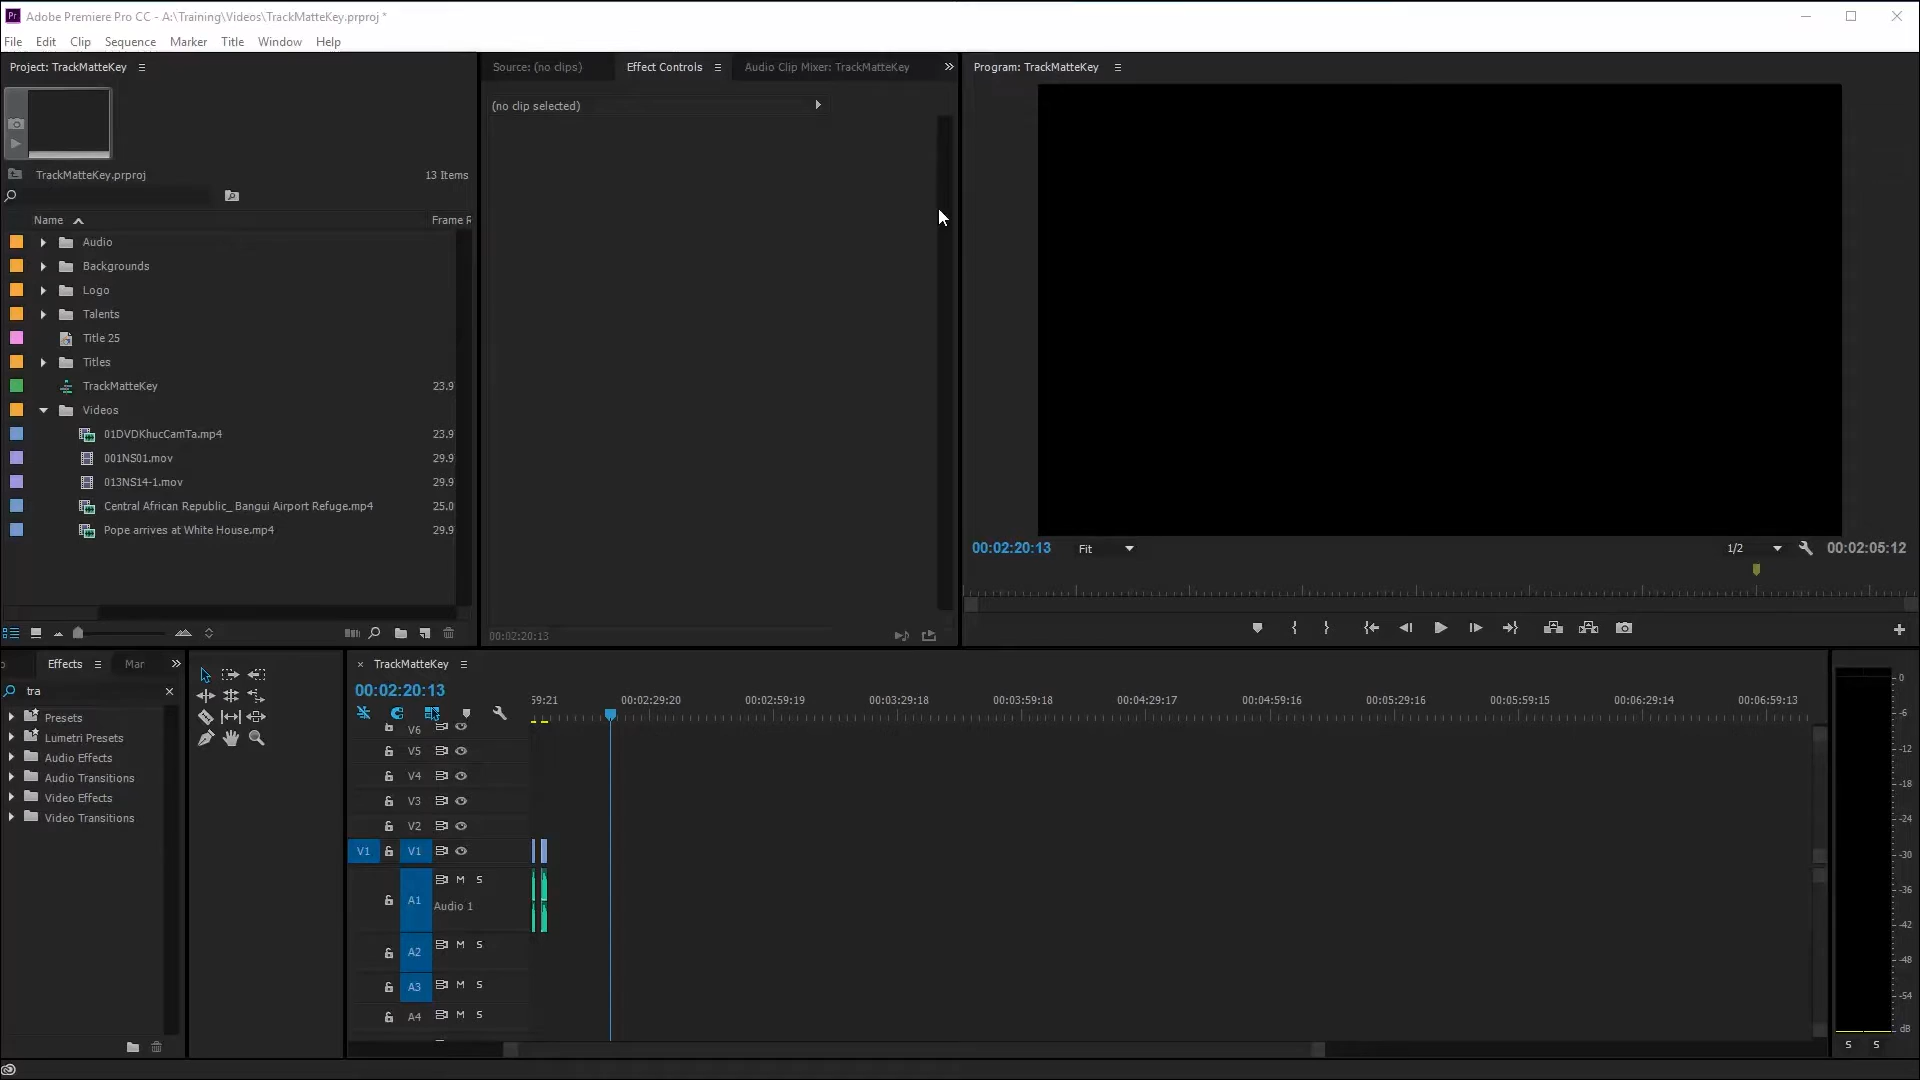 Adobe Premiere Pro CC - A:\Training\Videos\TrackMatteKey.prproj *
File Edit Clip Sequence Marker Title Window Help
Project: TrackMatteKey
Source: (no clips) Effect Controls Audio Clip Mixer: TrackMatteKey
Program: TrackMatteKey
(no clip selected)
TrackMatteKey.prproj 13 Items
Name Frame R
Audio
Backgrounds
Logo
Talents
Title 25
Titles
TrackMatteKey 23.9
Videos
01DVDKhucCamTa.mp4 23.9
001NS01.mov 29.9
013NS14-1.mov 29.9
Central African Republic_ Bangui Airport Refuge.mp4 25.0
Pope arrives at White House.mp4 29.9
00:02:20:13
00:02:20:13 Fit 1/2 00:02:05:12
Effects Mar
tra
Presets
Lumetri Presets
Audio Effects
Audio Transitions
Video Effects
Video Transitions
TrackMatteKey
00:02:20:13
59:21 00:02:29:20 00:02:59:19 00:03:29:18 00:03:59:18 00:04:29:17 00:04:59:16 00:05:29:16 00:05:59:15 00:06:29:14 00:06:59:13
V6
V5
V4
V3
V2
V1 V1
A1 M S
Audio 1
A2 M S
A3 M S
A4 M S
0
-6
-12
-18
-24
-30
-36
-42
-48
-54
dB
S S